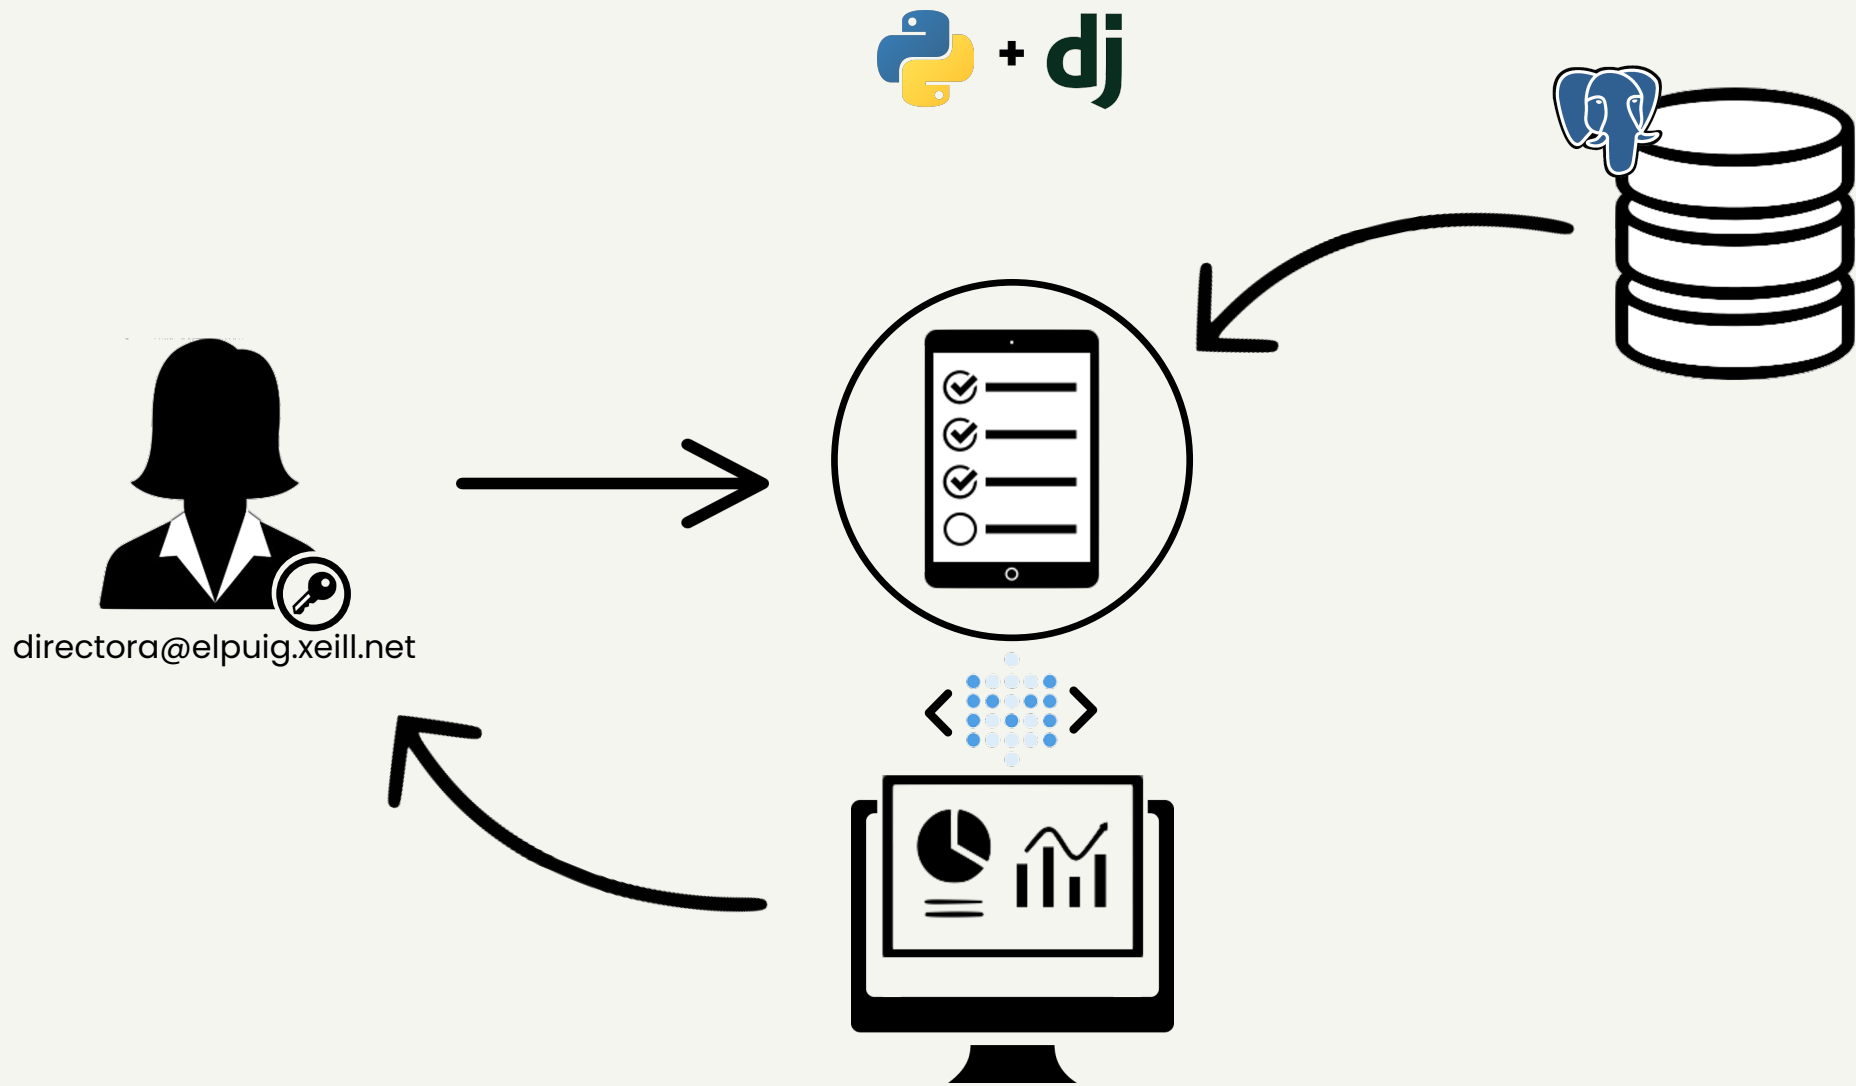 + dj
directora@elpuig.xeill.net
< >